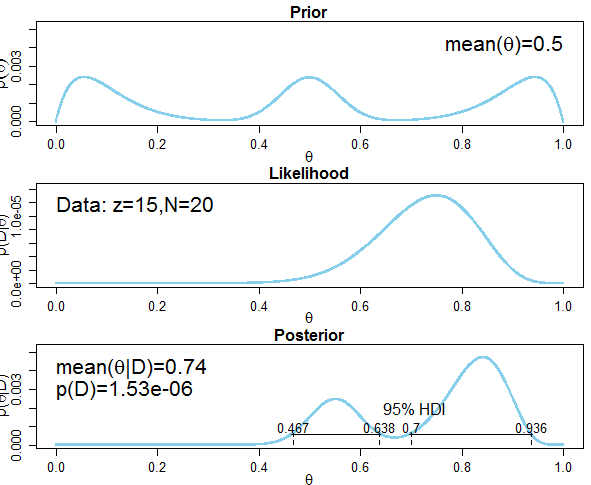 Prior
mean(θ)=0.5
p(θ)
0.000 0.003
0.0 0.2 0.4 0.6 0.8 1.0
θ
Likelihood
Data: z=15,N=20
p(D|θ)
0.0e+00 1.0e-05
0.0 0.2 0.4 0.6 0.8 1.0
θ
Posterior
mean(θ|D)=0.74
p(D)=1.53e-06
95% HDI
0.467 0.638 0.7 0.936
p(θ|D)
0.000 0.003
0.0 0.2 0.4 0.6 0.8 1.0
θ